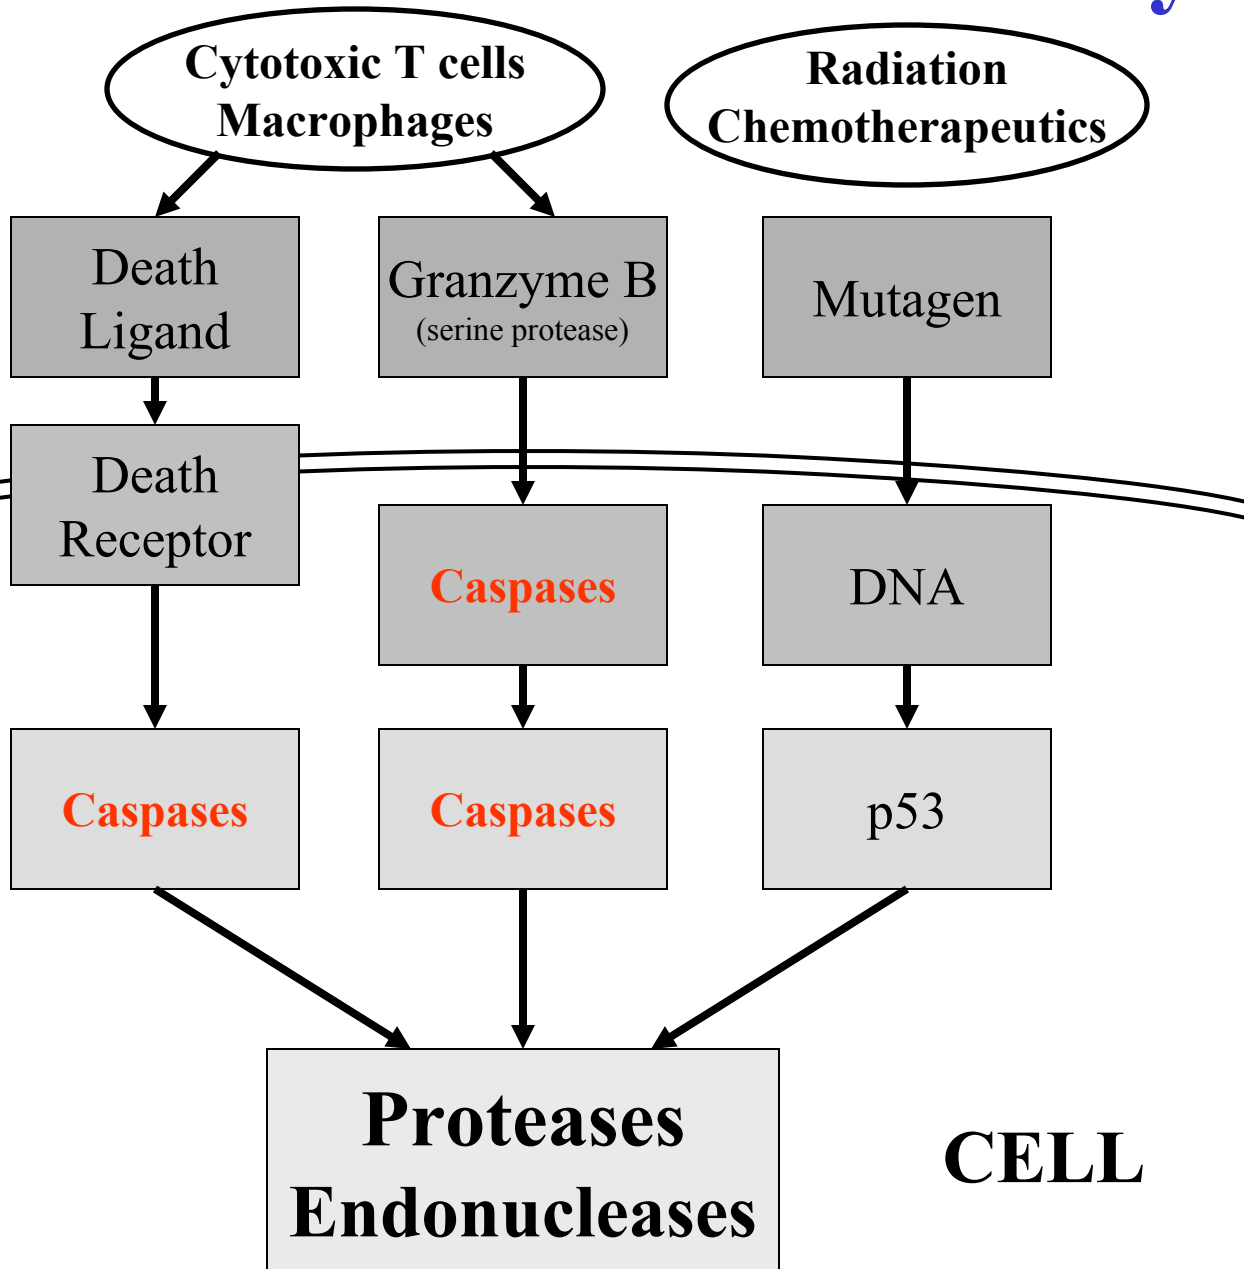 Cytotoxic T cells
Macrophages
Radiation
Chemotherapeutics
Death
Ligand
Granzyme B
(serine protease)
Mutagen
Death
Receptor
Caspases
DNA
Caspases
Caspases
p53
Proteases
Endonucleases
CELL